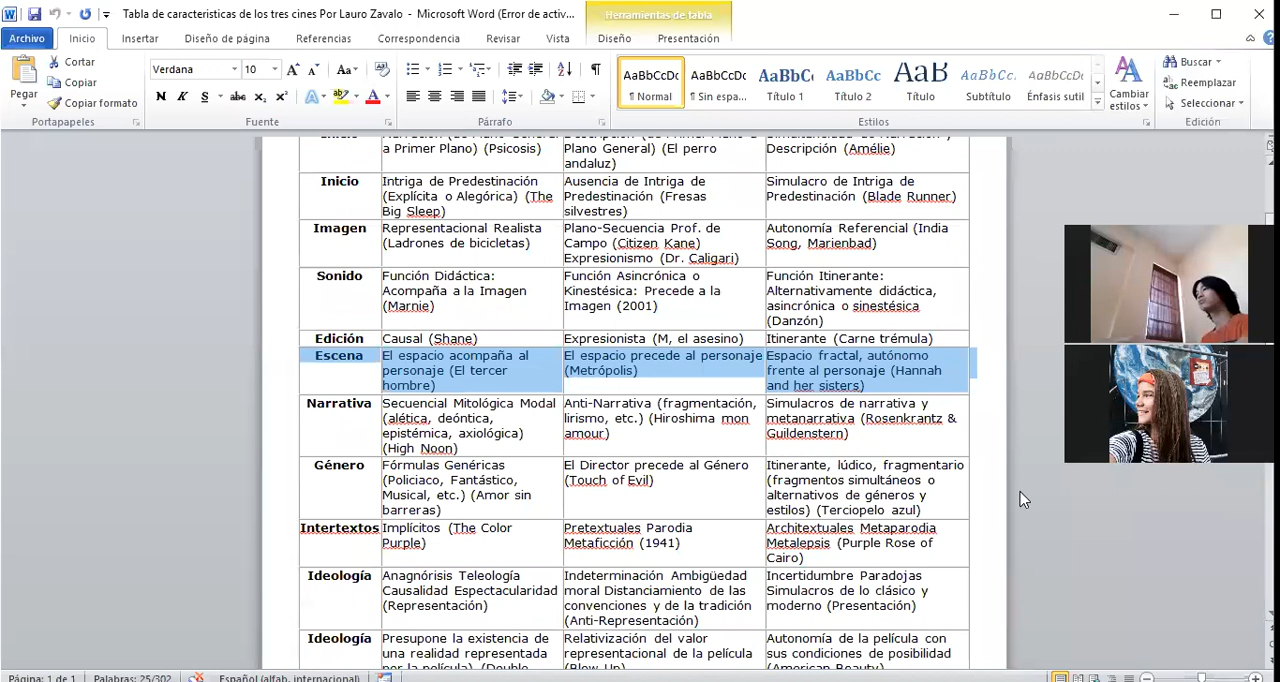 Tabla de caracteristicas de los tres cines Por Lauro Zavalo - Microsoft Word (Error de activ...
Herramientas de tabla
Archivo Inicio Insertar Diseño de página Referencias Correspondencia Revisar Vista Diseño Presentación
Pegar
Cortar
Copiar
Copiar formato
Portapapeles
Verdana 10
Fuente
Párrafo
AaBbCcDc AaBbCcDc AaBbC AaBbCc AaB AaBbCcL AaBbCcDc
¶ Normal ¶ Sin espa... Título 1 Título 2 Título Subtítulo Énfasis sutil
Cambiar estilos
Estilos
Buscar
Reemplazar
Seleccionar
Edición
a Primer Plano) (Psicosis)
Plano General) (El perro
andaluz)
Descripción (Amélie)
Inicio
Intriga de Predestinación
(Explícita o Alegórica) (The
Big Sleep)
Ausencia de Intriga de
Predestinación (Fresas
silvestres)
Simulacro de Intriga de
Predestinación (Blade Runner)
Imagen
Representacional Realista
(Ladrones de bicicletas)
Plano-Secuencia Prof. de
Campo (Citizen Kane)
Expresionismo (Dr. Caligari)
Autonomía Referencial (India
Song, Marienbad)
Sonido
Función Didáctica:
Acompaña a la Imagen
(Marnie)
Función Asincrónica o
Kinestésica: Precede a la
Imagen (2001)
Función Itinerante:
Alternativamente didáctica,
asincrónica o sinestésica
(Danzón)
Edición
Causal (Shane)
Expresionista (M, el asesino)
Itinerante (Carne trémula)
Escena
El espacio acompaña al
personaje (El tercer
hombre)
El espacio precede al personaje
(Metrópolis)
Espacio fractal, autónomo
frente al personaje (Hannah
and her sisters)
Narrativa
Secuencial Mitológica Modal
(alética, deóntica,
epistémica, axiológica)
(High Noon)
Anti-Narrativa (fragmentación,
lirismo, etc.) (Hiroshima mon
amour)
Simulacros de narrativa y
metanarrativa (Rosenkrantz &
Guildenstern)
Género
Fórmulas Genéricas
(Policiaco, Fantástico,
Musical, etc.) (Amor sin
barreras)
El Director precede al Género
(Touch of Evil)
Itinerante, lúdico, fragmentario
(fragmentos simultáneos o
alternativos de géneros y
estilos) (Terciopelo azul)
Intertextos
Implícitos (The Color
Purple)
Pretextuales Parodia
Metaficción (1941)
Architextuales Metaparodia
Metalepsis (Purple Rose of
Cairo)
Ideología
Anagnórisis Teleología
Causalidad Espectacularidad
(Representación)
Indeterminación Ambigüedad
moral Distanciamiento de las
convenciones y de la tradición
(Anti-Representación)
Incertidumbre Paradojas
Simulacros de lo clásico y
moderno (Presentación)
Ideología
Presupone la existencia de
una realidad representada
por la película) (Double
Relativización del valor
representacional de la película
(Blow-Up)
Autonomía de la película con
sus condiciones de posibilidad
(American Beauty)
Página: 1 de 1 Palabras: 25/302 Español (alfab. internacional)